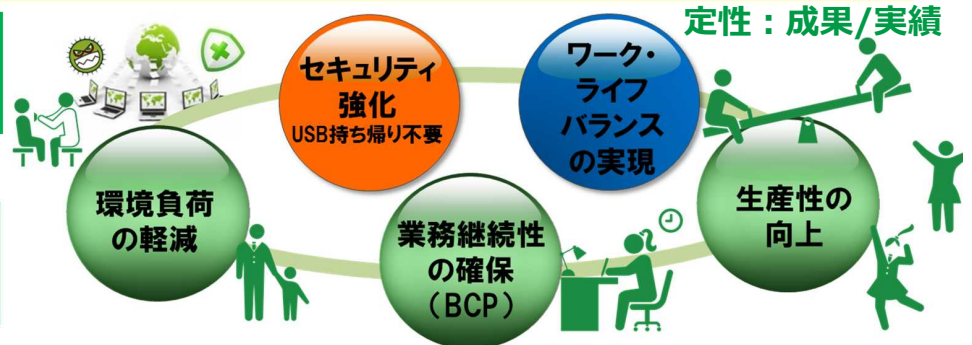 定性：成果/実績
セキュリティ
強化
USB持ち帰り不要
ワーク・
ライフ
バランス
の実現
環境負荷
の軽減
業務継続性
の確保
（BCP）
生産性の
向上